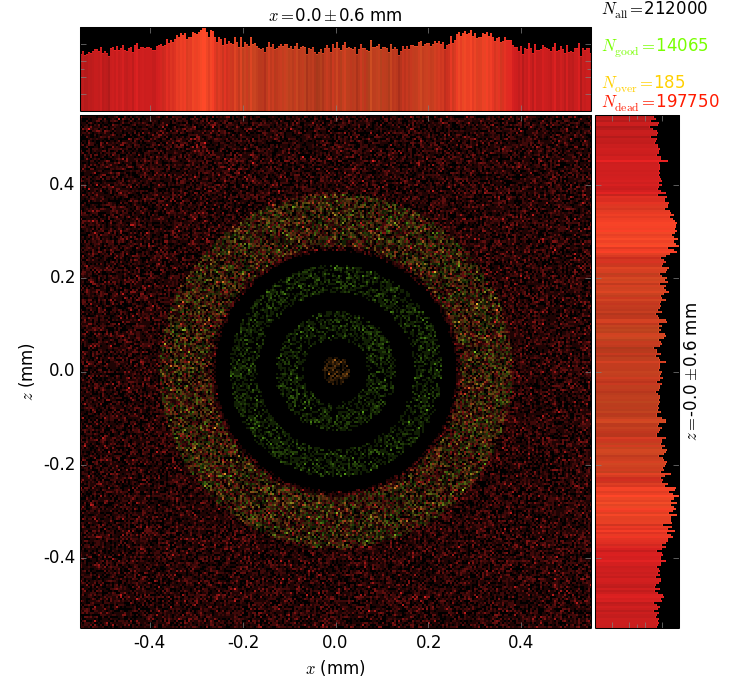 x=0.0±0.6 mm
N_all=212000
N_good=14065
N_over=185
N_dead=197750
0.4
0.2
0.0
-0.2
-0.4
z (mm)
z=-0.0±0.6 mm
-0.4 -0.2 0.0 0.2 0.4
x (mm)